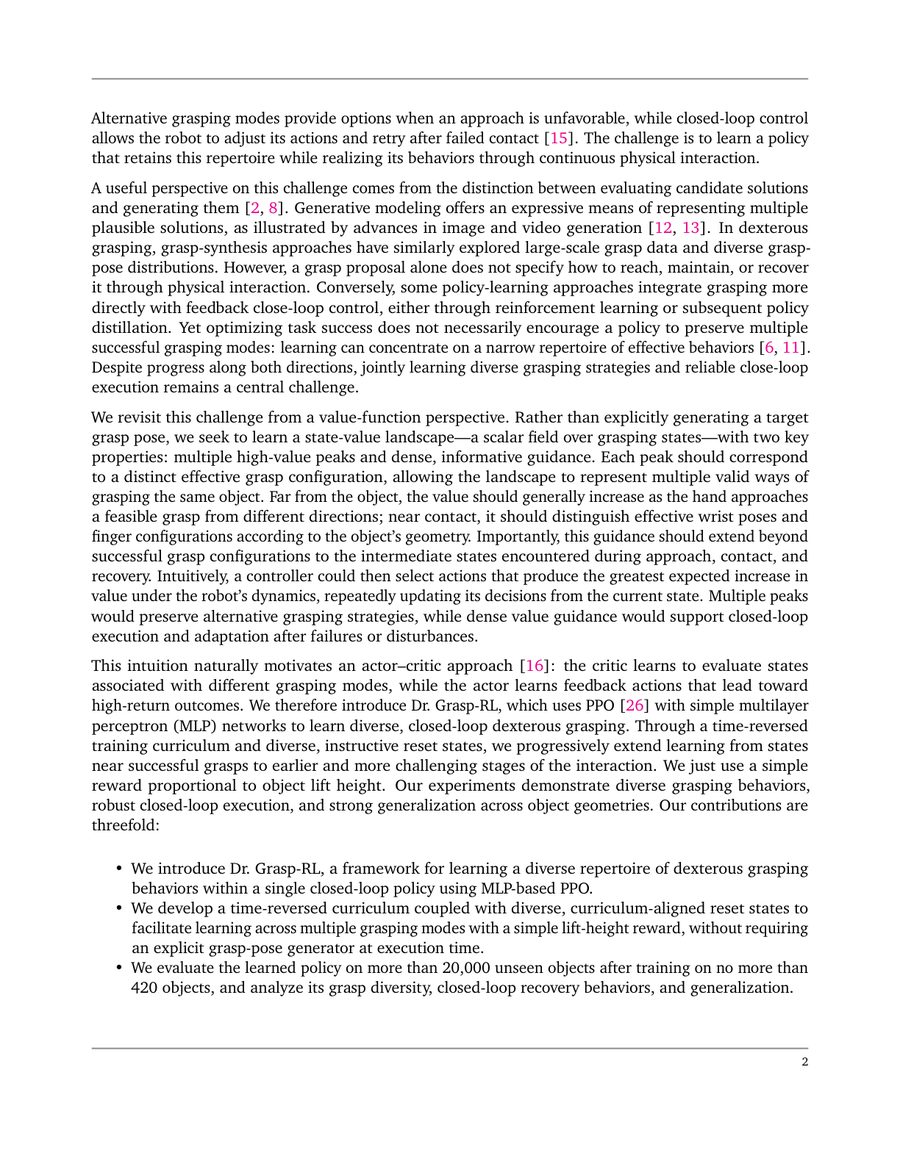 Alternative grasping modes provide options when an approach is unfavorable, while closed-loop control
allows the robot to adjust its actions and retry after failed contact [15]. The challenge is to learn a policy
that retains this repertoire while realizing its behaviors through continuous physical interaction.
A useful perspective on this challenge comes from the distinction between evaluating candidate solutions
and generating them [2, 8]. Generative modeling offers an expressive means of representing multiple
plausible solutions, as illustrated by advances in image and video generation [12, 13]. In dexterous
grasping, grasp-synthesis approaches have similarly explored large-scale grasp data and diverse grasp-
pose distributions. However, a grasp proposal alone does not specify how to reach, maintain, or recover
it through physical interaction. Conversely, some policy-learning approaches integrate grasping more
directly with feedback close-loop control, either through reinforcement learning or subsequent policy
distillation. Yet optimizing task success does not necessarily encourage a policy to preserve multiple
successful grasping modes: learning can concentrate on a narrow repertoire of effective behaviors [6, 11].
Despite progress along both directions, jointly learning diverse grasping strategies and reliable close-loop
execution remains a central challenge.
We revisit this challenge from a value-function perspective. Rather than explicitly generating a target
grasp pose, we seek to learn a state-value landscape—a scalar field over grasping states—with two key
properties: multiple high-value peaks and dense, informative guidance. Each peak should correspond
to a distinct effective grasp configuration, allowing the landscape to represent multiple valid ways of
grasping the same object. Far from the object, the value should generally increase as the hand approaches
a feasible grasp from different directions; near contact, it should distinguish effective wrist poses and
finger configurations according to the object's geometry. Importantly, this guidance should extend beyond
successful grasp configurations to the intermediate states encountered during approach, contact, and
recovery. Intuitively, a controller could then select actions that produce the greatest expected increase in
value under the robot's dynamics, repeatedly updating its decisions from the current state. Multiple peaks
would preserve alternative grasping strategies, while dense value guidance would support closed-loop
execution and adaptation after failures or disturbances.
This intuition naturally motivates an actor–critic approach [16]: the critic learns to evaluate states
associated with different grasping modes, while the actor learns feedback actions that lead toward
high-return outcomes. We therefore introduce Dr. Grasp-RL, which uses PPO [26] with simple multilayer
perceptron (MLP) networks to learn diverse, closed-loop dexterous grasping. Through a time-reversed
training curriculum and diverse, instructive reset states, we progressively extend learning from states
near successful grasps to earlier and more challenging stages of the interaction. We just use a simple
reward proportional to object lift height. Our experiments demonstrate diverse grasping behaviors,
robust closed-loop execution, and strong generalization across object geometries. Our contributions are
threefold:
• We introduce Dr. Grasp-RL, a framework for learning a diverse repertoire of dexterous grasping
behaviors within a single closed-loop policy using MLP-based PPO.
• We develop a time-reversed curriculum coupled with diverse, curriculum-aligned reset states to
facilitate learning across multiple grasping modes with a simple lift-height reward, without requiring
an explicit grasp-pose generator at execution time.
• We evaluate the learned policy on more than 20,000 unseen objects after training on no more than
420 objects, and analyze its grasp diversity, closed-loop recovery behaviors, and generalization.
2